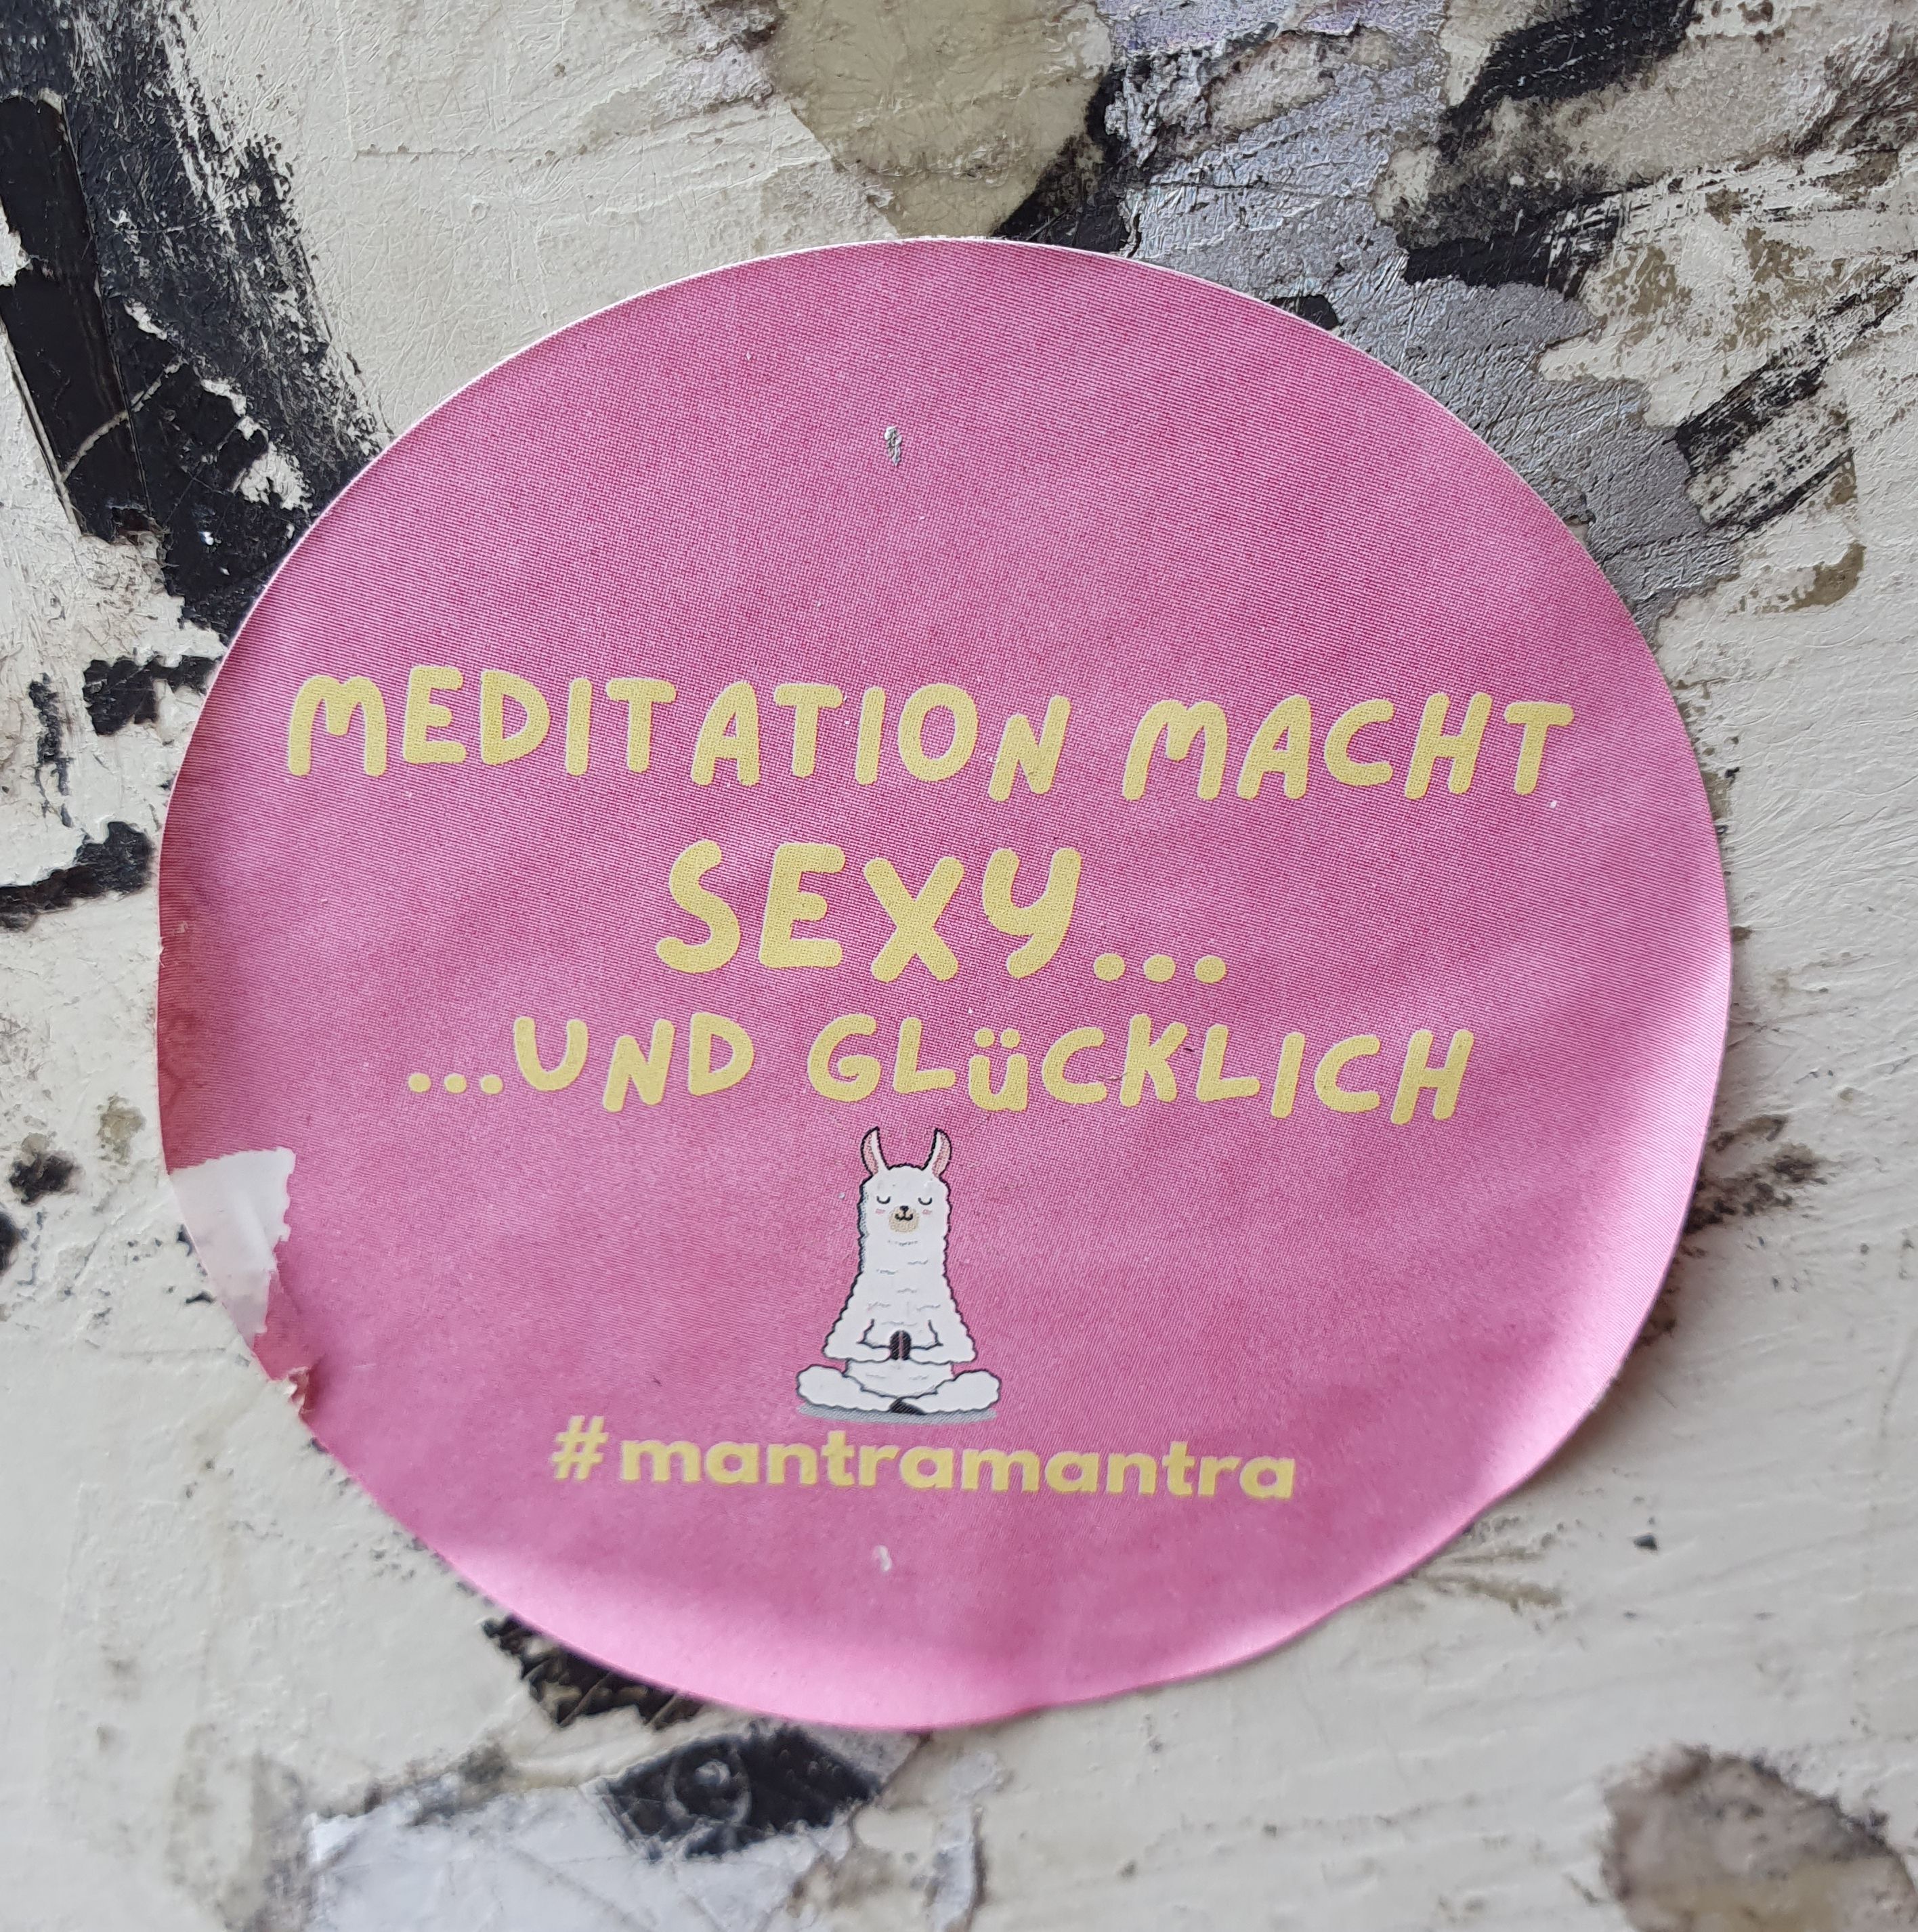 MEDITATION MACHT
SEXY...
...UND GLüCKLICH
#mantramantra